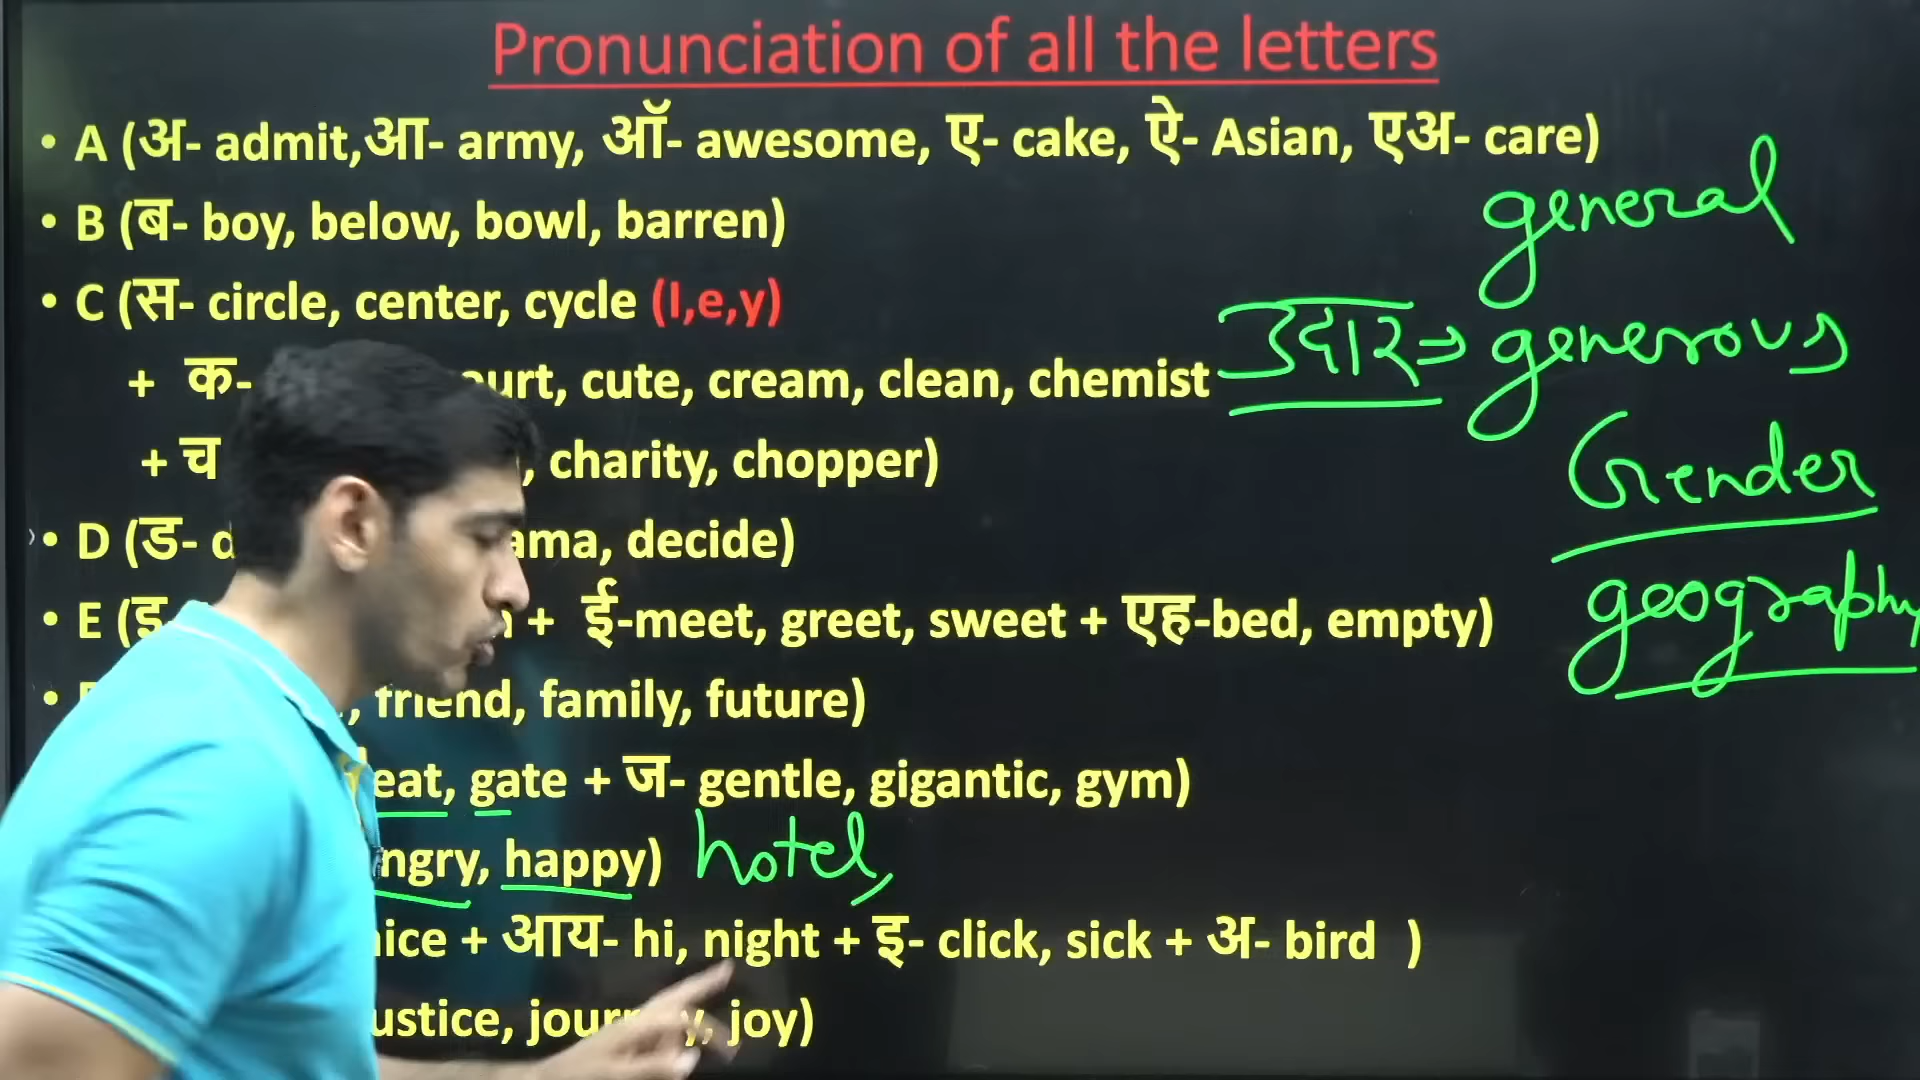 Pronunciation of all the letters
• A (अ- admit,आ- army, ऑ- awesome, ए- cake, ऐ- Asian, एअ- care)
• B (ब- boy, below, bowl, barren)
• C (स- circle, center, cycle (I,e,y)
+ क- urt, cute, cream, clean, chemist
+ च , charity, chopper)
• D (ड- d ama, decide)
• E (इ- n + ई-meet, greet, sweet + एह-bed, empty)
• , friend, family, future)
eat, gate + ज- gentle, gigantic, gym)
ngry, happy) hotel,
nice + आय- hi, night + इ- click, sick + अ- bird )
ustice, journey, joy)
general
उदार ⇒ generous
Gender
geography